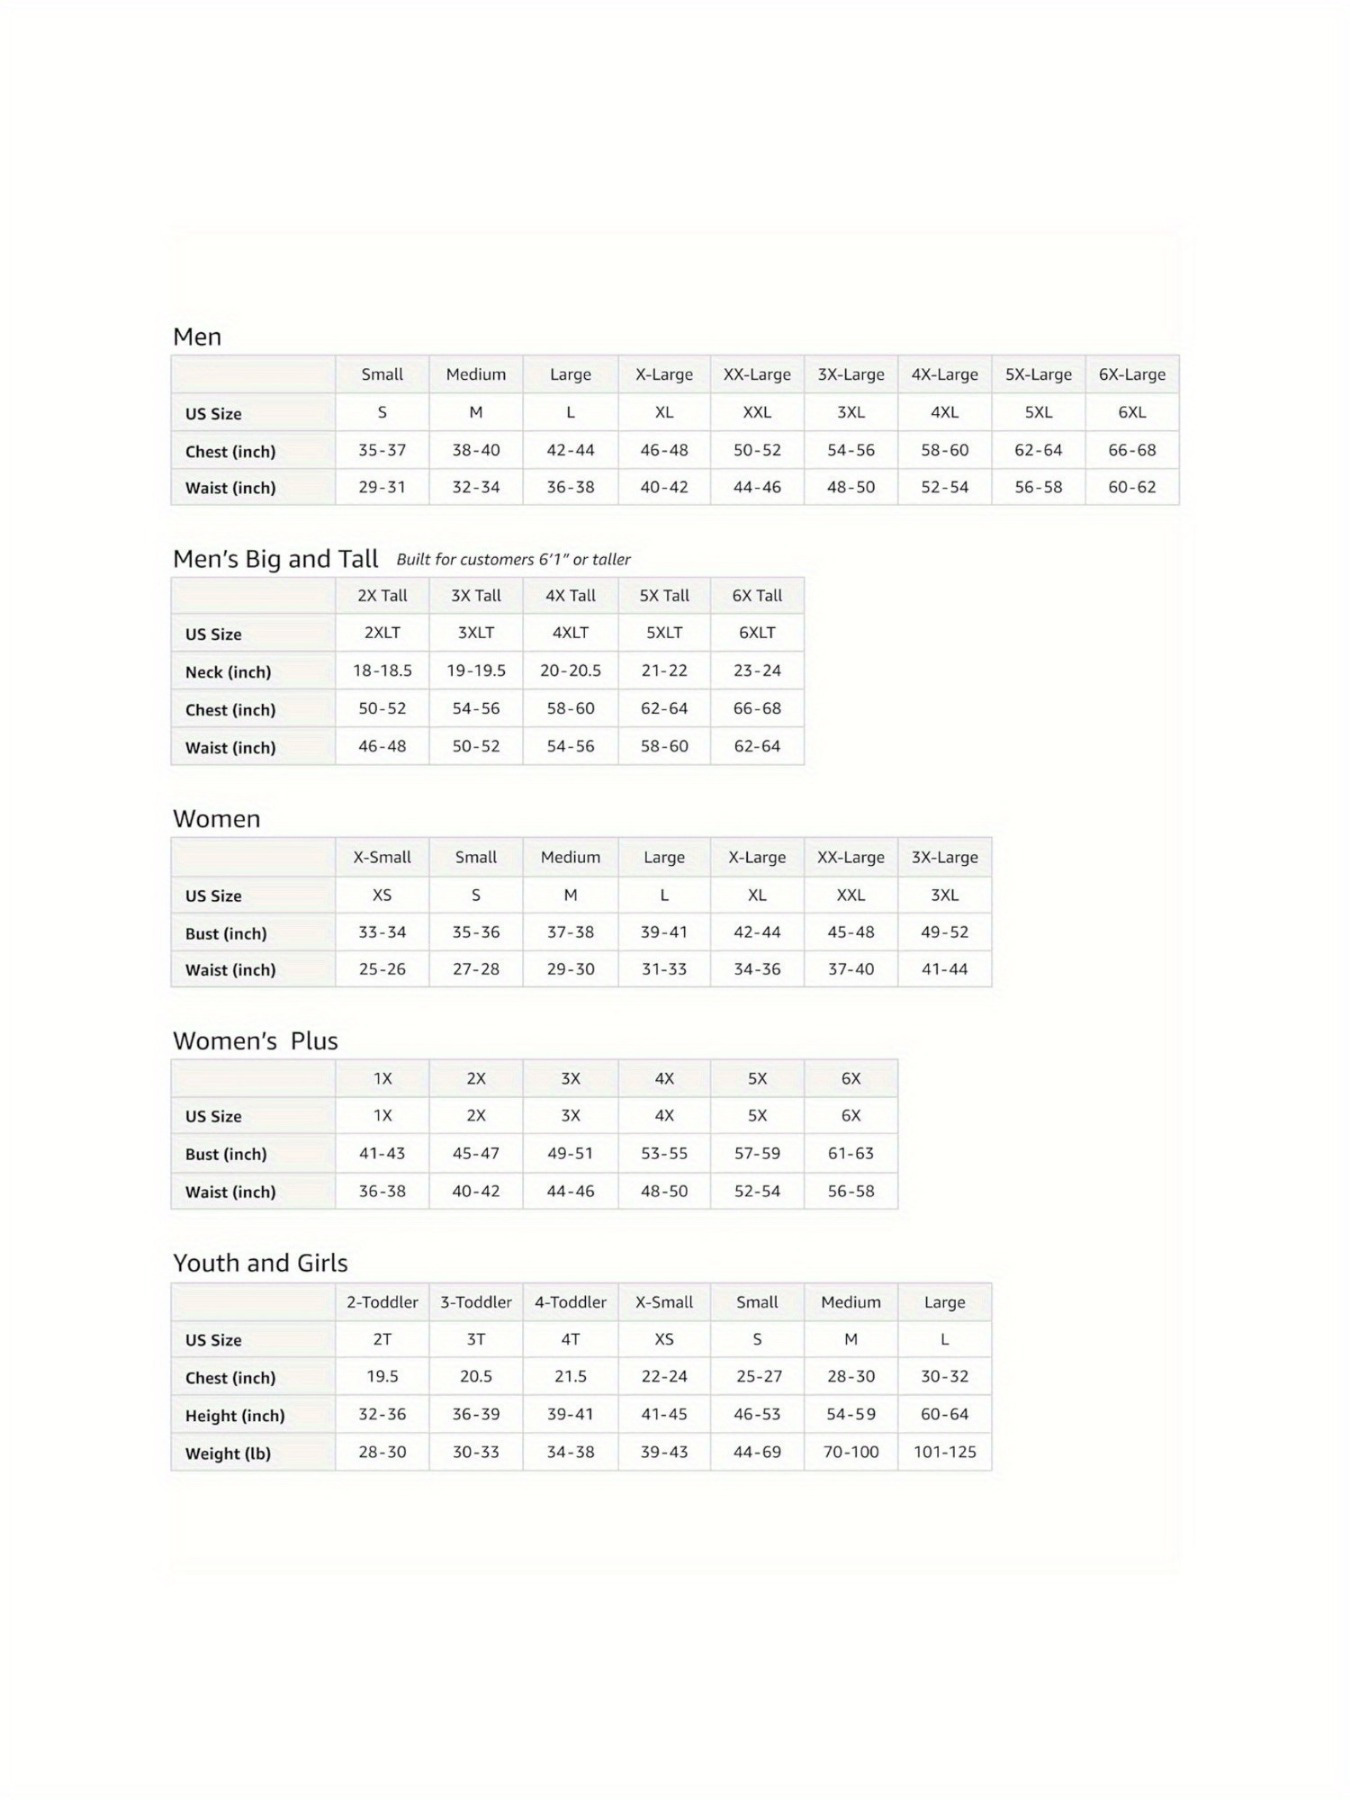 Men
Small Medium Large X-Large XX-Large 3X-Large 4X-Large 5X-Large 6X-Large
US Size S M L XL XXL 3XL 4XL 5XL 6XL
Chest (inch) 35-37 38-40 42-44 46-48 50-52 54-56 58-60 62-64 66-68
Waist (inch) 29-31 32-34 36-38 40-42 44-46 48-50 52-54 56-58 60-62
Men's Big and Tall Built for customers 6'1" or taller
2X Tall 3X Tall 4X Tall 5X Tall 6X Tall
US Size 2XLT 3XLT 4XLT 5XLT 6XLT
Neck (inch) 18-18.5 19-19.5 20-20.5 21-22 23-24
Chest (inch) 50-52 54-56 58-60 62-64 66-68
Waist (inch) 46-48 50-52 54-56 58-60 62-64
Women
X-Small Small Medium Large X-Large XX-Large 3X-Large
US Size XS S M L XL XXL 3XL
Bust (inch) 33-34 35-36 37-38 39-41 42-44 45-48 49-52
Waist (inch) 25-26 27-28 29-30 31-33 34-36 37-40 41-44
Women's Plus
1X 2X 3X 4X 5X 6X
US Size 1X 2X 3X 4X 5X 6X
Bust (inch) 41-43 45-47 49-51 53-55 57-59 61-63
Waist (inch) 36-38 40-42 44-46 48-50 52-54 56-58
Youth and Girls
2-Toddler 3-Toddler 4-Toddler X-Small Small Medium Large
US Size 2T 3T 4T XS S M L
Chest (inch) 19.5 20.5 21.5 22-24 25-27 28-30 30-32
Height (inch) 32-36 36-39 39-41 41-45 46-53 54-59 60-64
Weight (lb) 28-30 30-33 34-38 39-43 44-69 70-100 101-125